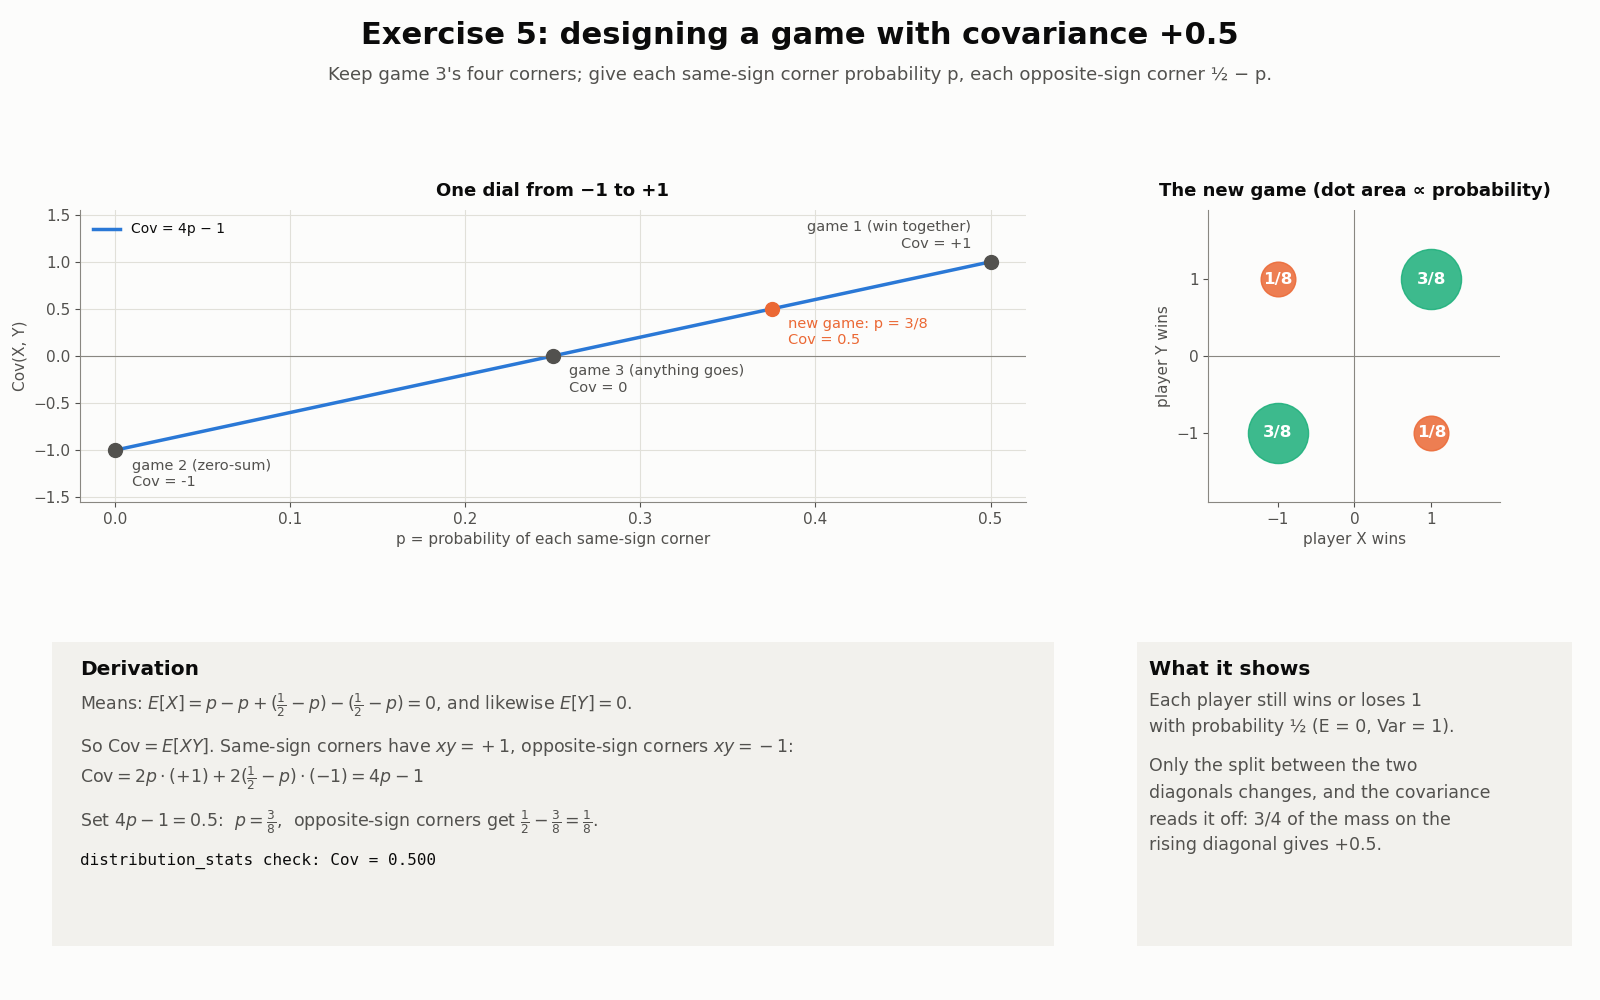 Exercise 5: designing a game with covariance +0.5
Keep game 3's four corners; give each same-sign corner probability p, each opposite-sign corner ½ − p.
One dial from −1 to +1
Cov(X, Y)
1.5
1.0
0.5
0.0
−0.5
−1.0
−1.5
Cov = 4p − 1
game 1 (win together)
Cov = +1
new game: p = 3/8
Cov = 0.5
game 3 (anything goes)
Cov = 0
game 2 (zero-sum)
Cov = -1
0.0 0.1 0.2 0.3 0.4 0.5
p = probability of each same-sign corner
The new game (dot area ∝ probability)
player Y wins
1
0
−1
1/8 3/8
3/8 1/8
−1 0 1
player X wins
Derivation
Means: E[X] = p − p + (1/2 − p) − (1/2 − p) = 0, and likewise E[Y] = 0.
So Cov = E[XY]. Same-sign corners have xy = +1, opposite-sign corners xy = −1:
Cov = 2p · (+1) + 2(1/2 − p) · (−1) = 4p − 1
Set 4p − 1 = 0.5: p = 3/8, opposite-sign corners get 1/2 − 3/8 = 1/8.
distribution_stats check: Cov = 0.500
What it shows
Each player still wins or loses 1
with probability ½ (E = 0, Var = 1).
Only the split between the two
diagonals changes, and the covariance
reads it off: 3/4 of the mass on the
rising diagonal gives +0.5.